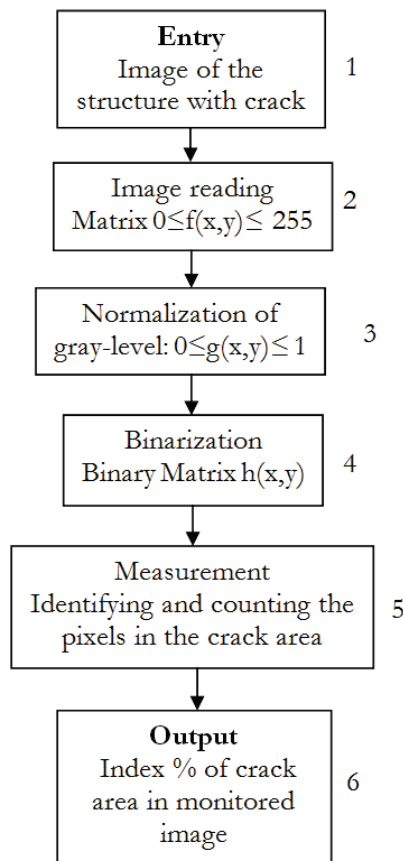 Entry
Image of the
structure with crack
1
Image reading
Matrix 0≤f(x,y)≤ 255
2
Normalization of
gray-level: 0≤g(x,y)≤1
3
Binarization
Binary Matrix h(x,y)
4
Measurement
Identifying and counting the
pixels in the crack area
5
Output
Index % of crack
area in monitored
image
6